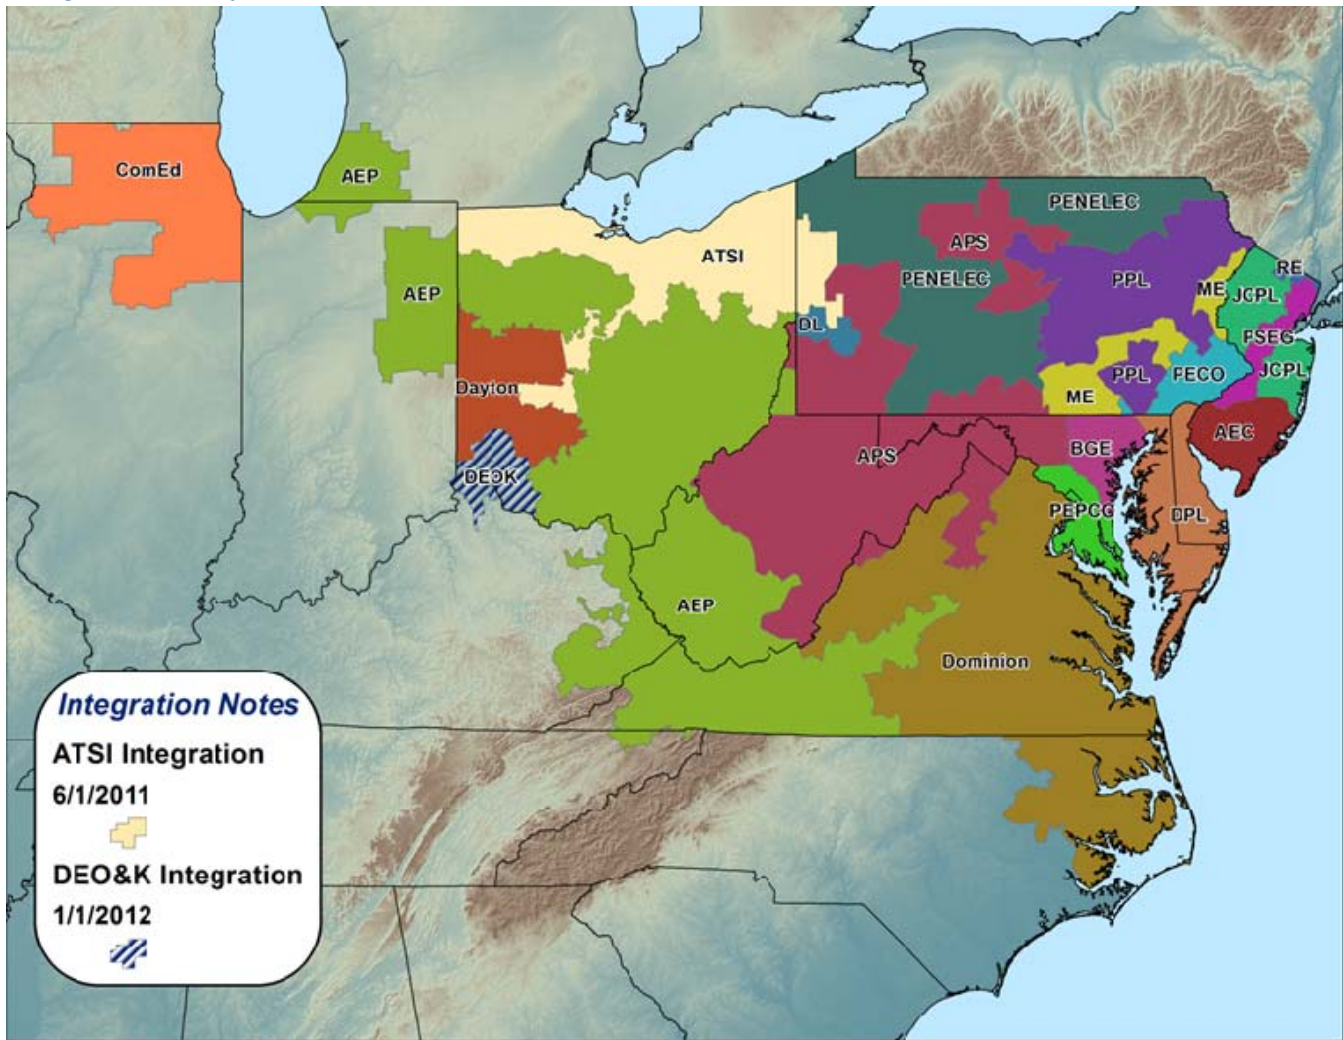 ComEd
AEP
PENELEC
APS
ATSI
PENELEC
PPL
RE
ME
JCPL
AEP
DL
PSEG
Dayton
PPL
PECO
JCPL
ME
AEC
BGE
APS
DEOK
PEPCO
DPL
AEP
Dominion
Integration Notes
ATSI Integration
6/1/2011
DEO&K Integration
1/1/2012